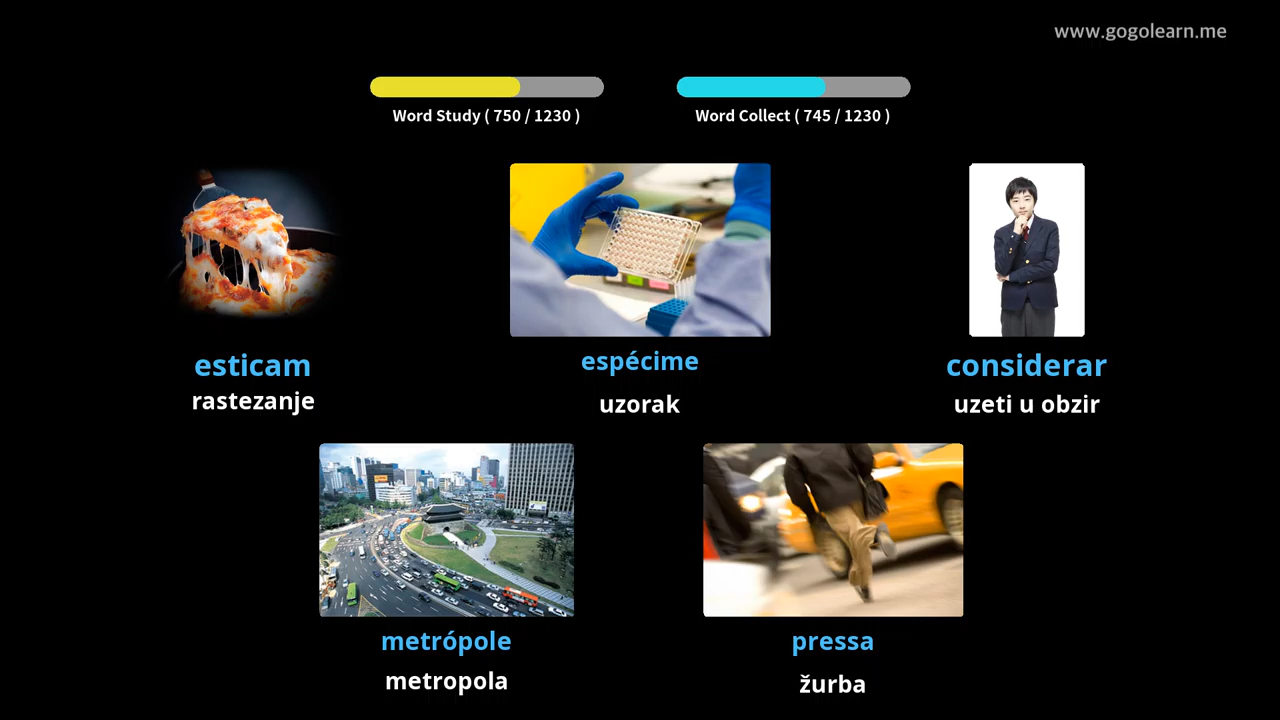 www.gogolearn.me
Word Study ( 750 / 1230 )
Word Collect ( 745 / 1230 )
esticam
rastezanje
espécime
uzorak
considerar
uzeti u obzir
metrópole
metropola
pressa
žurba